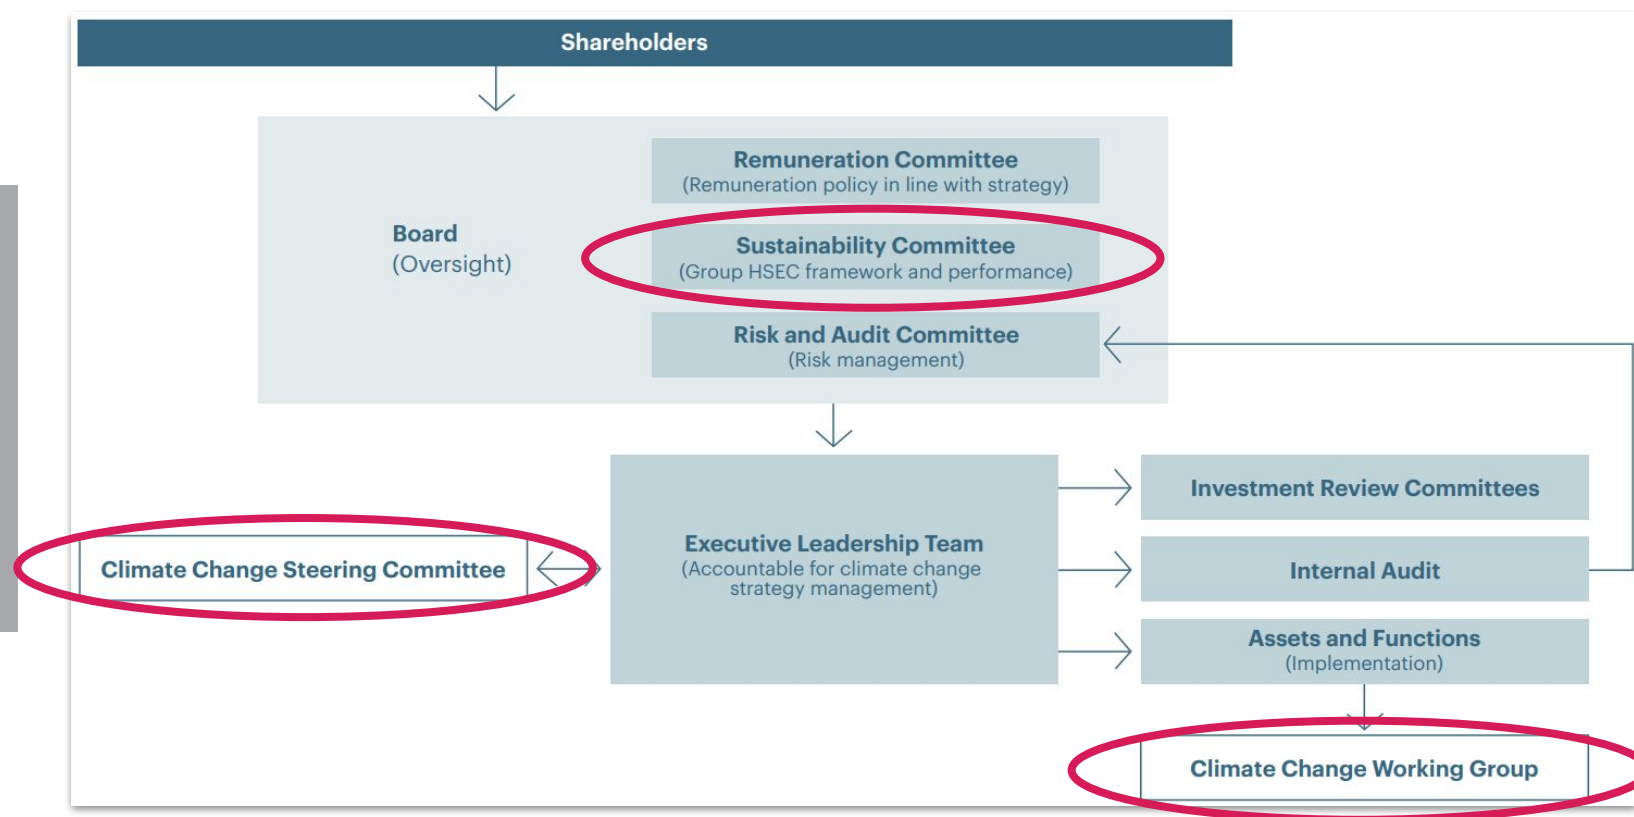 Shareholders
Remuneration Committee
(Remuneration policy in line with strategy)
Board
(Oversight)
Sustainability Committee
(Group HSEC framework and performance)
Risk and Audit Committee
(Risk management)
Investment Review Committees
Executive Leadership Team
(Accountable for climate change
strategy management)
Climate Change Steering Committee
Internal Audit
Assets and Functions
(Implementation)
Climate Change Working Group